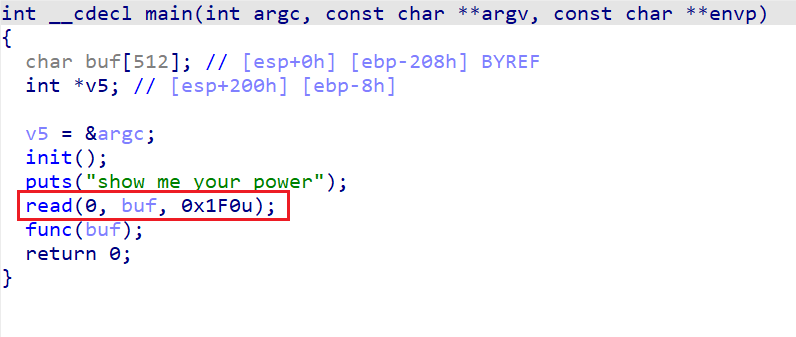 int __cdecl main(int argc, const char **argv, const char **envp)
{
  char buf[512]; // [esp+0h] [ebp-208h] BYREF
  int *v5; // [esp+200h] [ebp-8h]

  v5 = &argc;
  init();
  puts("show me your power");
  read(0, buf, 0x1F0u);
  func(buf);
  return 0;
}